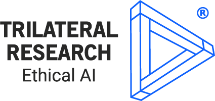 TRILATERAL
RESEARCH
Ethical AI
®